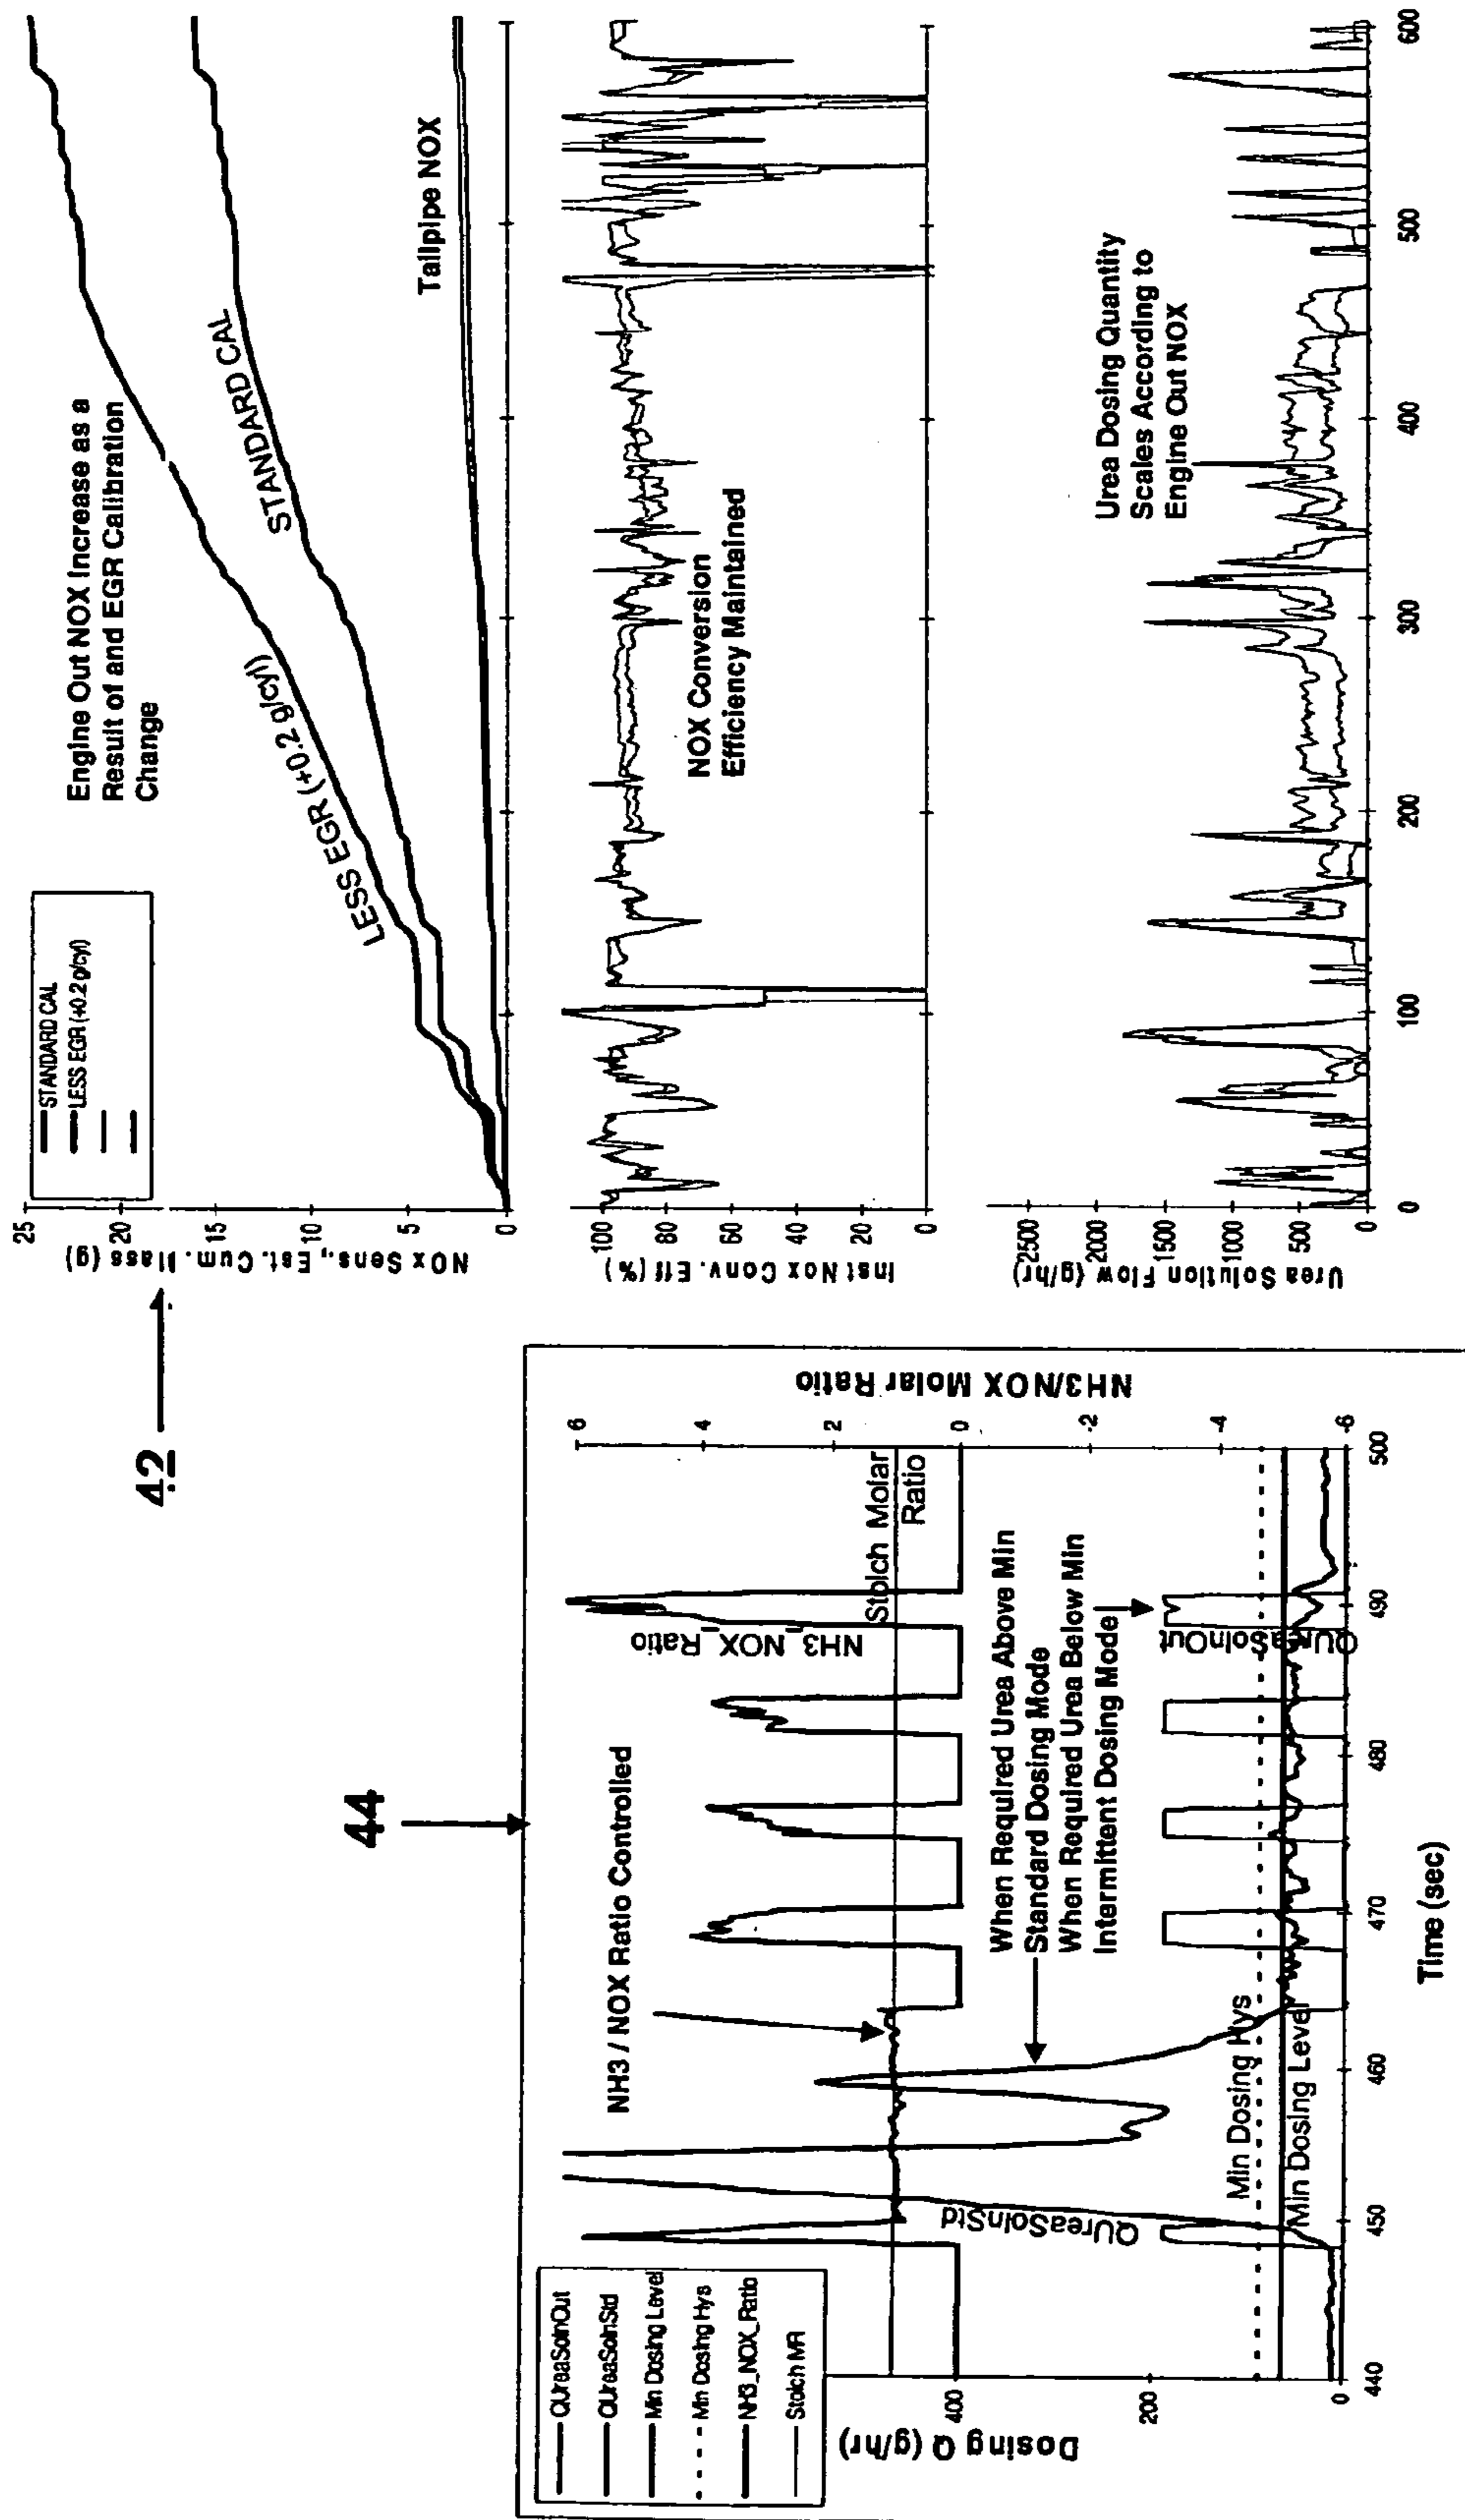 42
25
20
15
10
5
0
NOx Sens., Est. Cum. Mass (g)
STANDARD CAL
LESS EGR (+0.2 g/cyl)
Engine Out NOX Increase as a
Result of and EGR Calibration
Change
LESS EGR (+0.2 g/cyl)
STANDARD CAL
Tailpipe NOX
100
80
60
40
20
0
Inst Nox Conv. Eff (%)
NOX Conversion
Efficiency Maintained
2500
2000
1500
1000
500
0
Urea Solution Flow (g/hr)
Urea Dosing Quantity
Scales According to
Engine Out NOX
0
100
200
300
400
500
600
44
QUreaSolnOut
QUreaSolnStd
Min Dosing Level
Min Dosing Hys
NH3_NOX_Ratio
Stoich MR
NH3 / NOX Ratio Controlled
NH3_NOX_Ratio
Stoich Molar
Ratio
When Required Urea Above Min
Standard Dosing Mode
When Required Urea Below Min
Intermittent Dosing Mode
QUreaSolnStd
QUreaSolnOut
Min Dosing Hys
Min Dosing Level
400
200
0
Dosing Q (g/hr)
6
4
2
0
-2
-4
-6
NH3/NOX Molar Ratio
440
450
460
470
480
490
500
Time (sec)